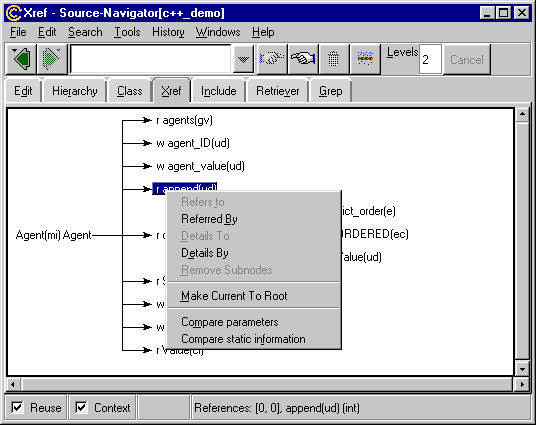 Xref - Source-Navigator[c++_demo]
File Edit Search Tools History Windows Help
Levels 2 Cancel
Edit Hierarchy Class Xref Include Retriever Grep
r agents(gv)
w agent_ID(ud)
w agent_value(ud)
r append(ud)
Refers to
ict_order(e)
Referred By
Agent(mi) Agent
r
Details To
RDERED(ec)
Details By
alue(ud)
Remove Subnodes
r
Make Current To Root
w
Compare parameters
w
Compare static information
r Value(cl)
Reuse Context References: [0, 0], append(ud) (int)